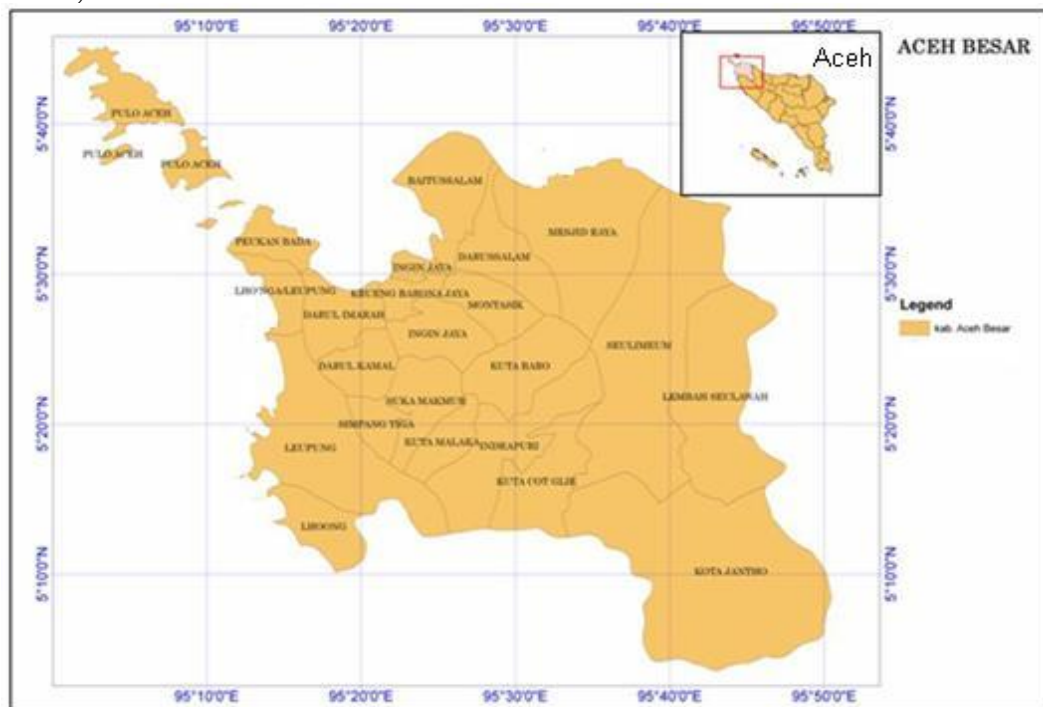 95°10'0"E 95°20'0"E 95°30'0"E 95°40'0"E 95°50'0"E
ACEH BESAR
Aceh
5°40'0"N 5°40'0"N
PULO ACEH
PULO ACEH
PULO ACEH
BAITUSSALAM
MESJID RAYA
PEUKAN BADA
DARUSSALAM
INGIN JAYA
5°30'0"N 5°30'0"N
LHONGA/LEUPUNG
KRUENG BARONA JAYA
MONTASIK
Legend
DARUL IMARAH
kab. Aceh Besar
INGIN JAYA
SEULIMEUM
DARUL KAMAL
KUTA BARO
LEMBAH SEULAWAH
SUKA MAKMUR
5°20'0"N 5°20'0"N
SIMPANG TIGA
KUTA MALAKA
INDRAPURI
LEUPUNG
KUTA COT GLIE
LHOONG
KOTA JANTHO
5°10'0"N 5°10'0"N
95°10'0"E 95°20'0"E 95°30'0"E 95°40'0"E 95°50'0"E